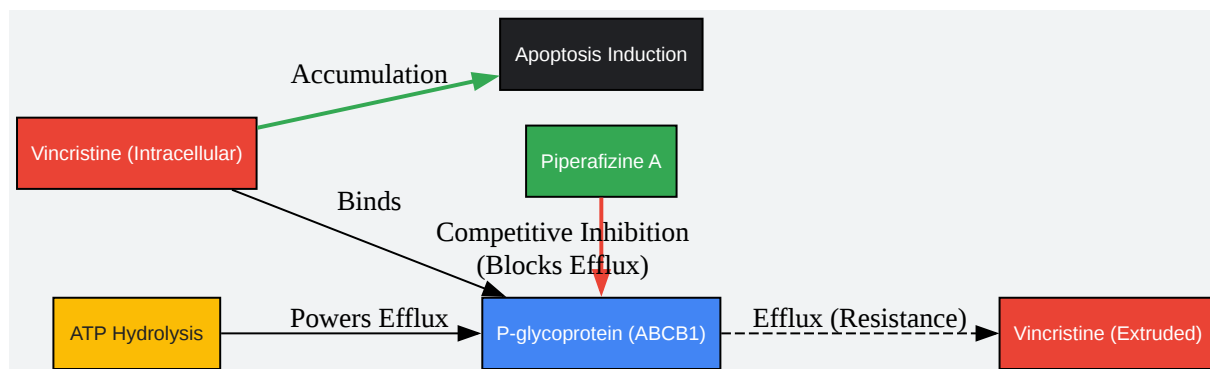 Apoptosis Induction
Accumulation
Vincristine (Intracellular)
Piperafizine A
Binds
Competitive Inhibition
(Blocks Efflux)
ATP Hydrolysis
Powers Efflux
P-glycoprotein (ABCB1)
Efflux (Resistance)
Vincristine (Extruded)